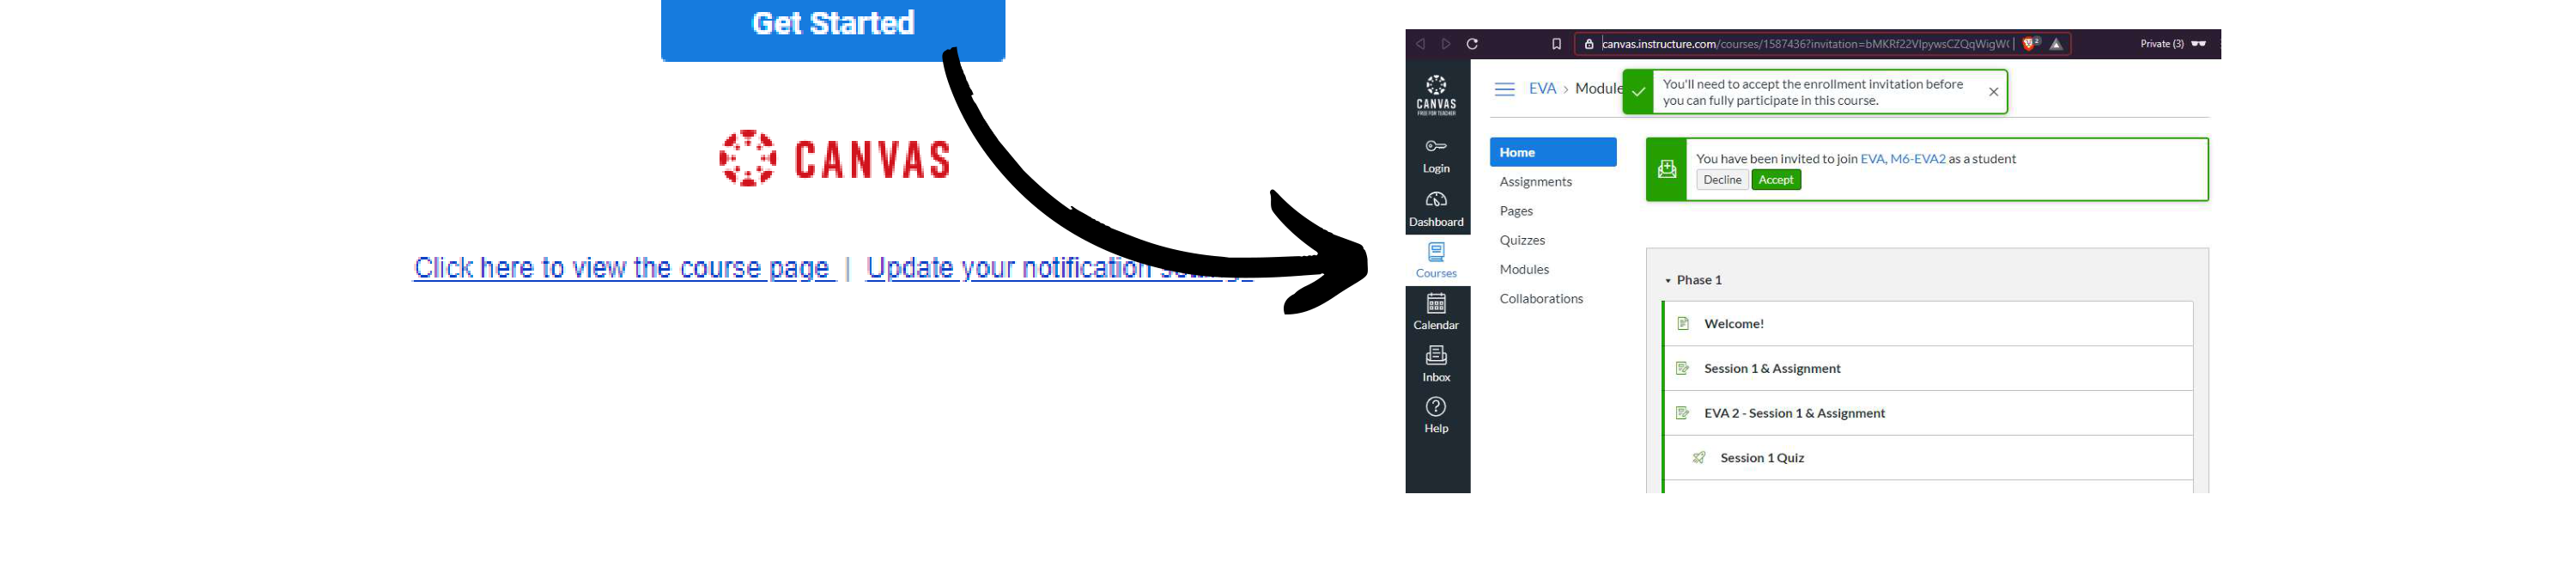 Get Started
CANVAS
Click here to view the course page | Update your notification
canvas.instructure.com/courses/1587436?invitation=
Private (3)
CANVAS
FREE FOR TEACHER
Login
Dashboard
Courses
Calendar
Inbox
Help
EVA > Module
You'll need to accept the enrollment invitation before
you can fully participate in this course.
Home
Assignments
Pages
Quizzes
Modules
Collaborations
You have been invited to join EVA, M6-EVA2 as a student
Decline Accept
Phase 1
Welcome!
Session 1 & Assignment
EVA 2 - Session 1 & Assignment
Session 1 Quiz